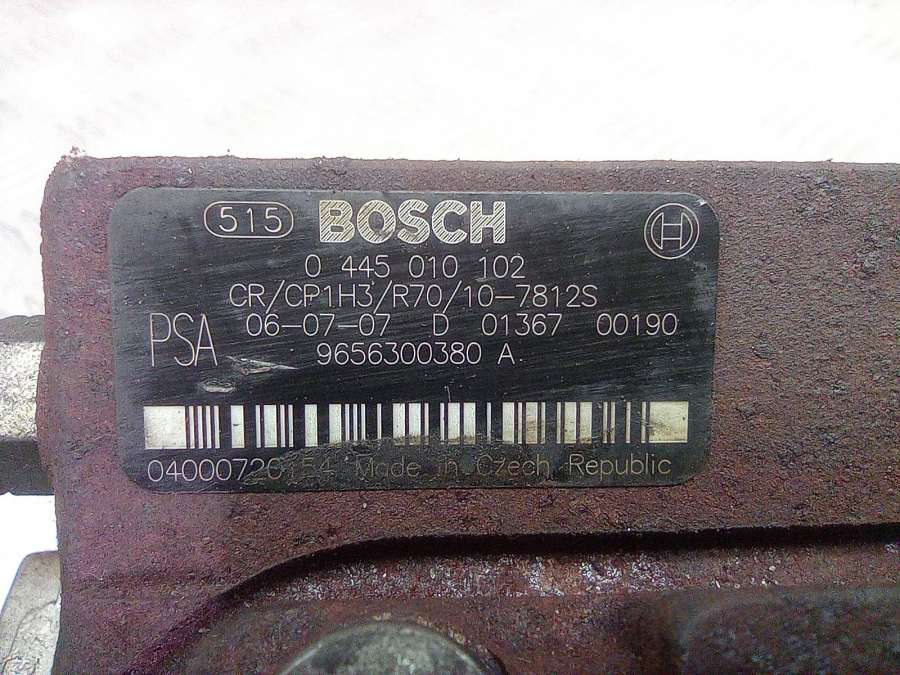 515 BOSCH
0 445 010 102
CR/CP1H3/R70/10-7812S
PSA 06-07-07 D 01367 00190
9656300380 A
04000720154 Made in Czech Republic